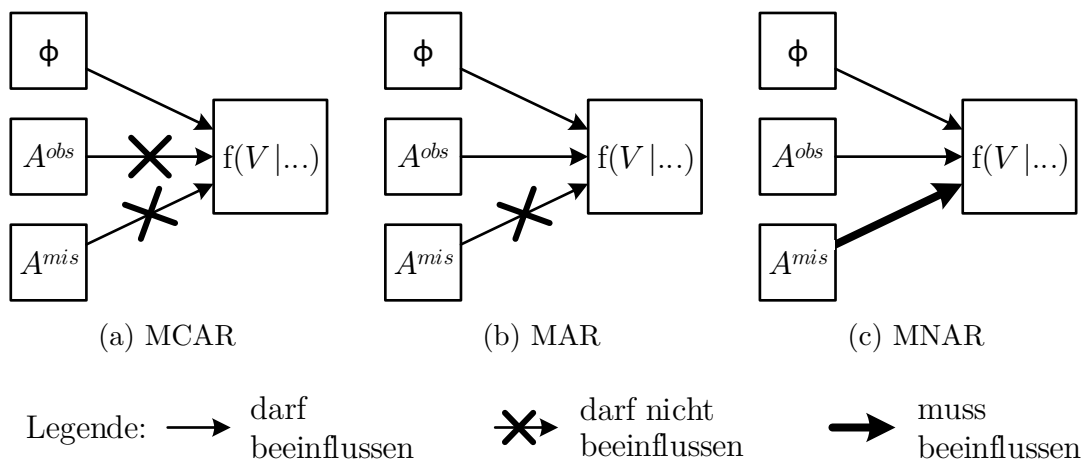 ϕ
A^obs
A^mis
f(V|...)
(a) MCAR
ϕ
A^obs
A^mis
f(V|...)
(b) MAR
ϕ
A^obs
A^mis
f(V|...)
(c) MNAR
Legende:
darf
beeinflussen
darf nicht
beeinflussen
muss
beeinflussen